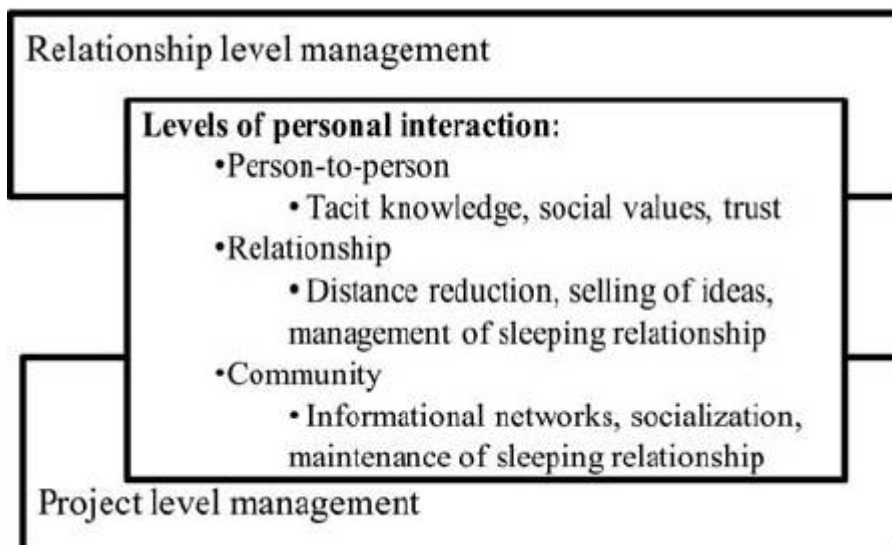 Relationship level management
Levels of personal interaction:
•Person-to-person
• Tacit knowledge, social values, trust
•Relationship
• Distance reduction, selling of ideas,
management of sleeping relationship
•Community
• Informational networks, socialization,
maintenance of sleeping relationship
Project level management